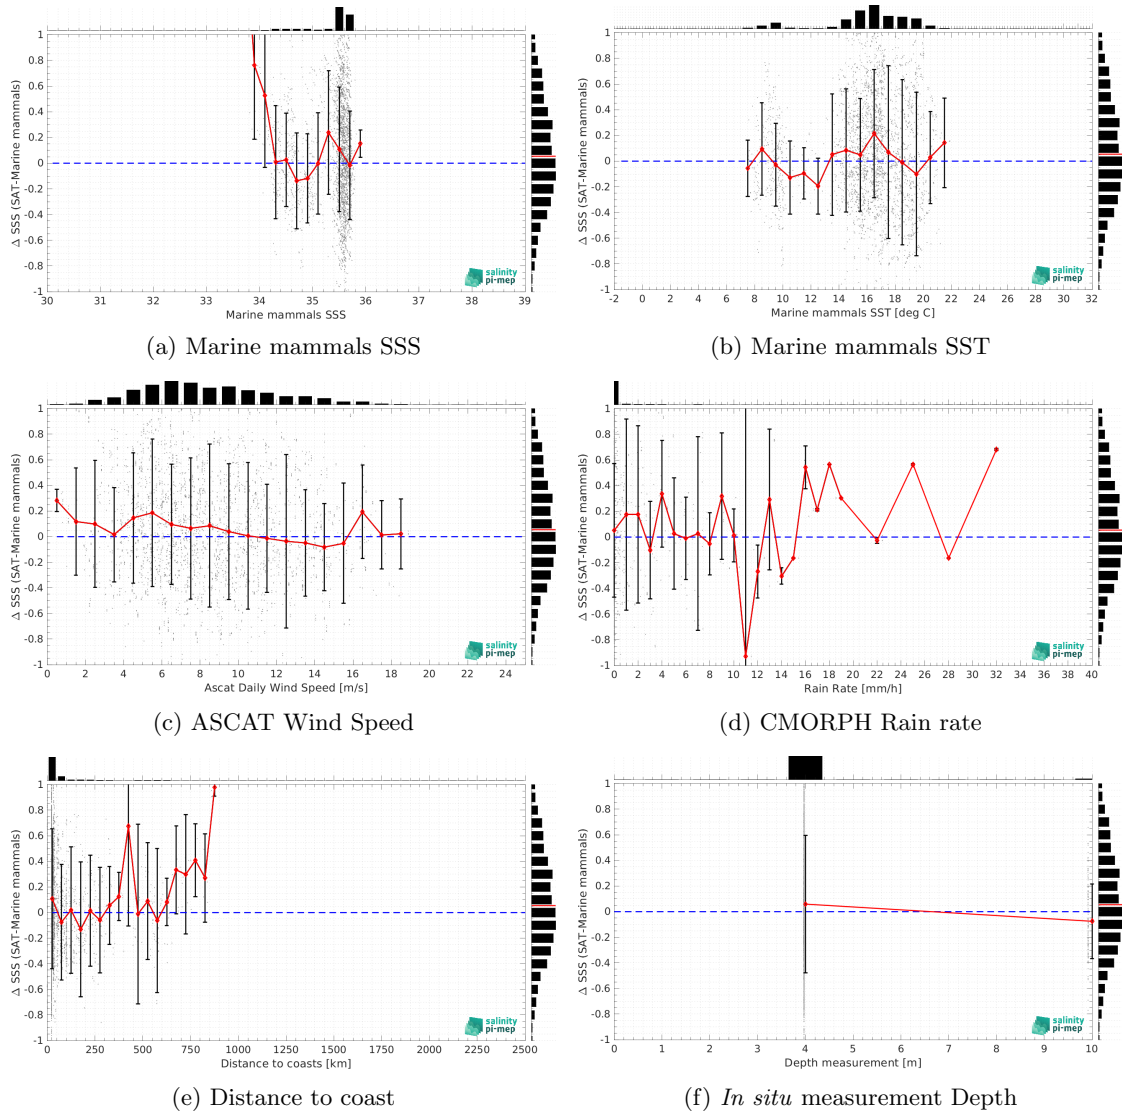 Δ SSS (SAT-Marine mammals)
1
0.8
0.6
0.4
0.2
0
-0.2
-0.4
-0.6
-0.8
-1
30 31 32 33 34 35 36 37 38 39
Marine mammals SSS
salinity
pi-mep
(a) Marine mammals SSS
Δ SSS (SAT-Marine mammals)
1
0.8
0.6
0.4
0.2
0
-0.2
-0.4
-0.6
-0.8
-1
-2 0 2 4 6 8 10 12 14 16 18 20 22 24 26 28 30 32
Marine mammals SST [deg C]
salinity
pi-mep
(b) Marine mammals SST
Δ SSS (SAT-Marine mammals)
1
0.8
0.6
0.4
0.2
0
-0.2
-0.4
-0.6
-0.8
-1
0 2 4 6 8 10 12 14 16 18 20 22 24
Ascat Daily Wind Speed [m/s]
salinity
pi-mep
(c) ASCAT Wind Speed
Δ SSS (SAT-Marine mammals)
1
0.8
0.6
0.4
0.2
0
-0.2
-0.4
-0.6
-0.8
-1
0 2 4 6 8 10 12 14 16 18 20 22 24 26 28 30 32 34 36 38 40
Rain Rate [mm/h]
salinity
pi-mep
(d) CMORPH Rain rate
Δ SSS (SAT-Marine mammals)
1
0.8
0.6
0.4
0.2
0
-0.2
-0.4
-0.6
-0.8
-1
0 250 500 750 1000 1250 1500 1750 2000 2250 2500
Distance to coasts [km]
salinity
pi-mep
(e) Distance to coast
Δ SSS (SAT-Marine mammals)
1
0.8
0.6
0.4
0.2
0
-0.2
-0.4
-0.6
-0.8
-1
0 1 2 3 4 5 6 7 8 9 10
Depth measurement [m]
salinity
pi-mep
(f) In situ measurement Depth